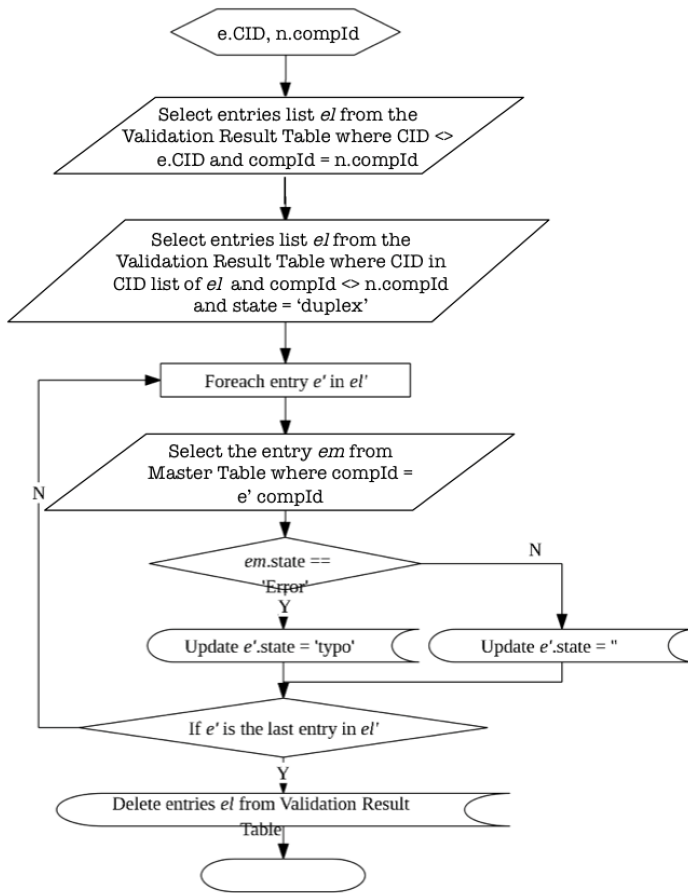 e.CID, n.compId
Select entries list el from the
Validation Result Table where CID <>
e.CID and compId = n.compId
Select entries list el from the
Validation Result Table where CID in
CID list of el and compId <> n.compId
and state = ‘duplex’
Foreach entry e' in el'
Select the entry em from
Master Table where compId =
e’ compId
N
em.state ==
'Error'
N
Y
Update e'.state = 'typo'
Update e'.state = ''
If e' is the last entry in el'
Y
Delete entries el from Validation Result
Table